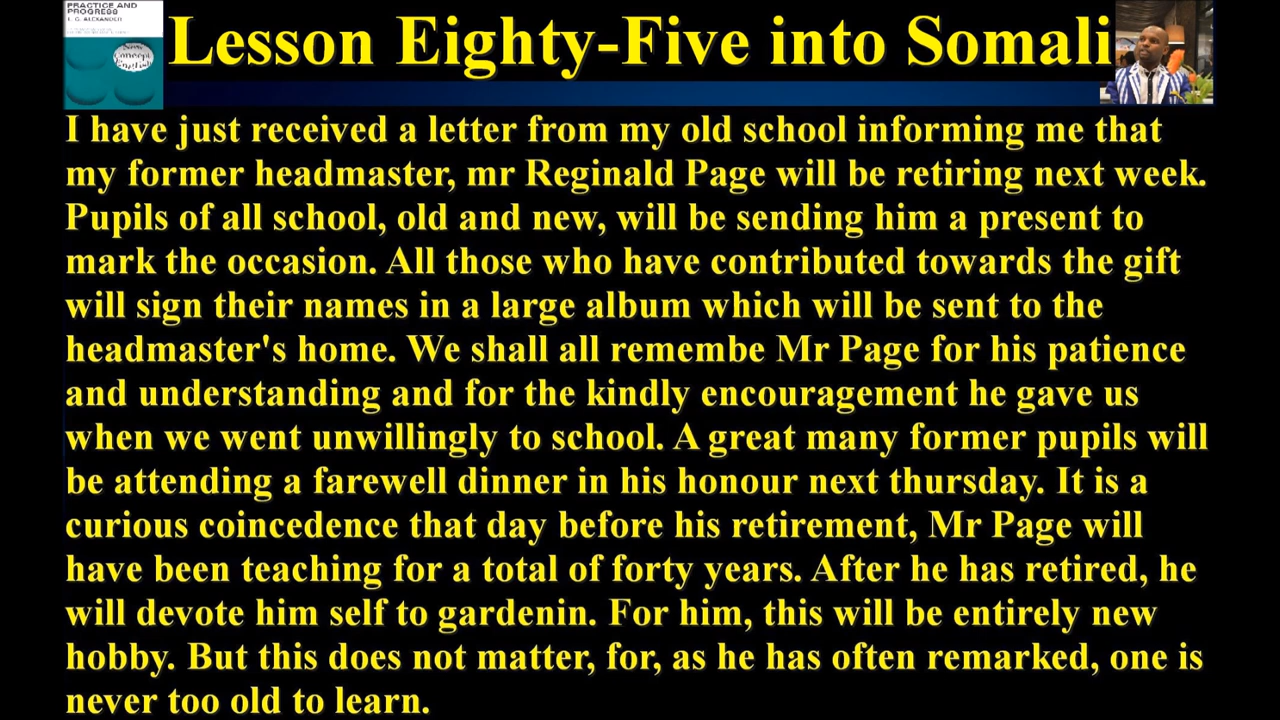 PRACTICE AND
PROGRESS
L. G. ALEXANDER
New
Concept
English
Lesson Eighty-Five into Somali
I have just received a letter from my old school informing me that
my former headmaster, mr Reginald Page will be retiring next week.
Pupils of all school, old and new, will be sending him a present to
mark the occasion. All those who have contributed towards the gift
will sign their names in a large album which will be sent to the
headmaster's home. We shall all remembe Mr Page for his patience
and understanding and for the kindly encouragement he gave us
when we went unwillingly to school. A great many former pupils will
be attending a farewell dinner in his honour next thursday. It is a
curious coincedence that day before his retirement, Mr Page will
have been teaching for a total of forty years. After he has retired, he
will devote him self to gardenin. For him, this will be entirely new
hobby. But this does not matter, for, as he has often remarked, one is
never too old to learn.